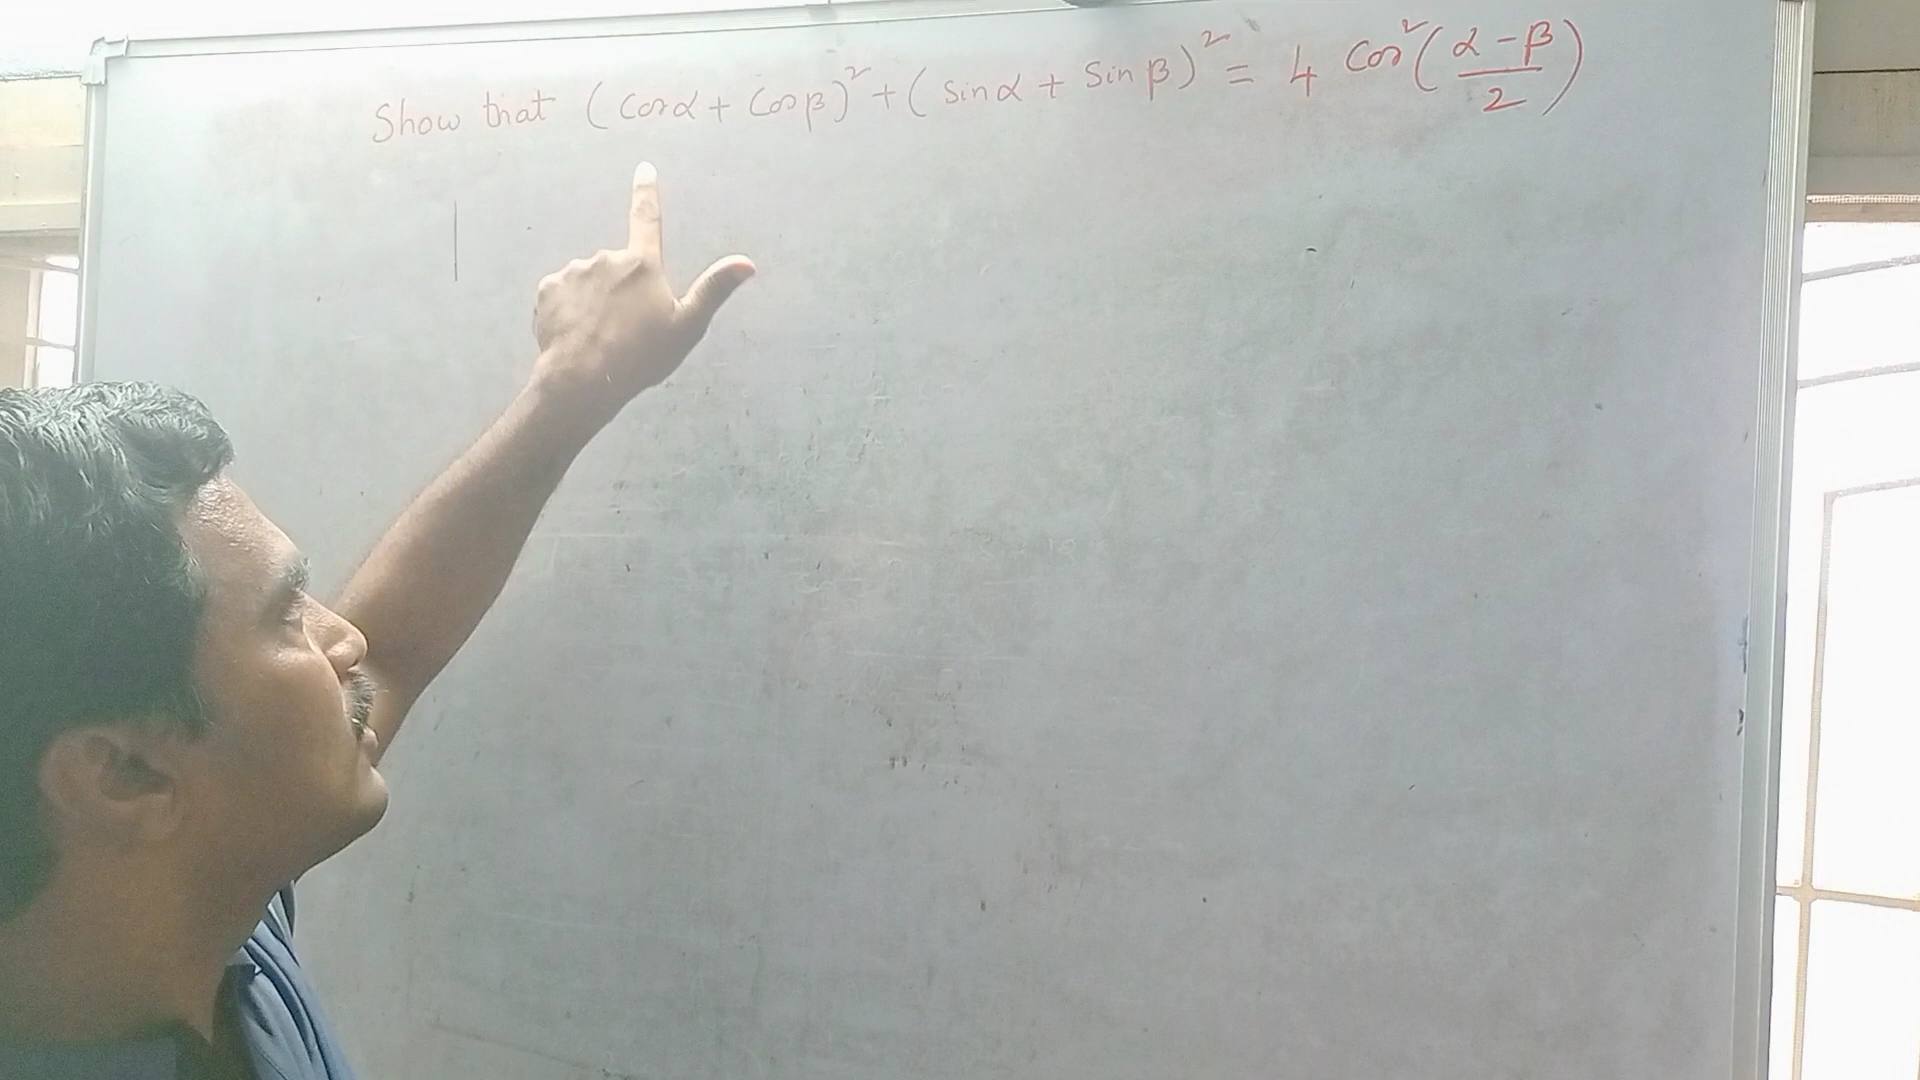 Show that (cosα + cosβ)² + (sinα + sinβ)² = 4 cos²((α-β)/2)